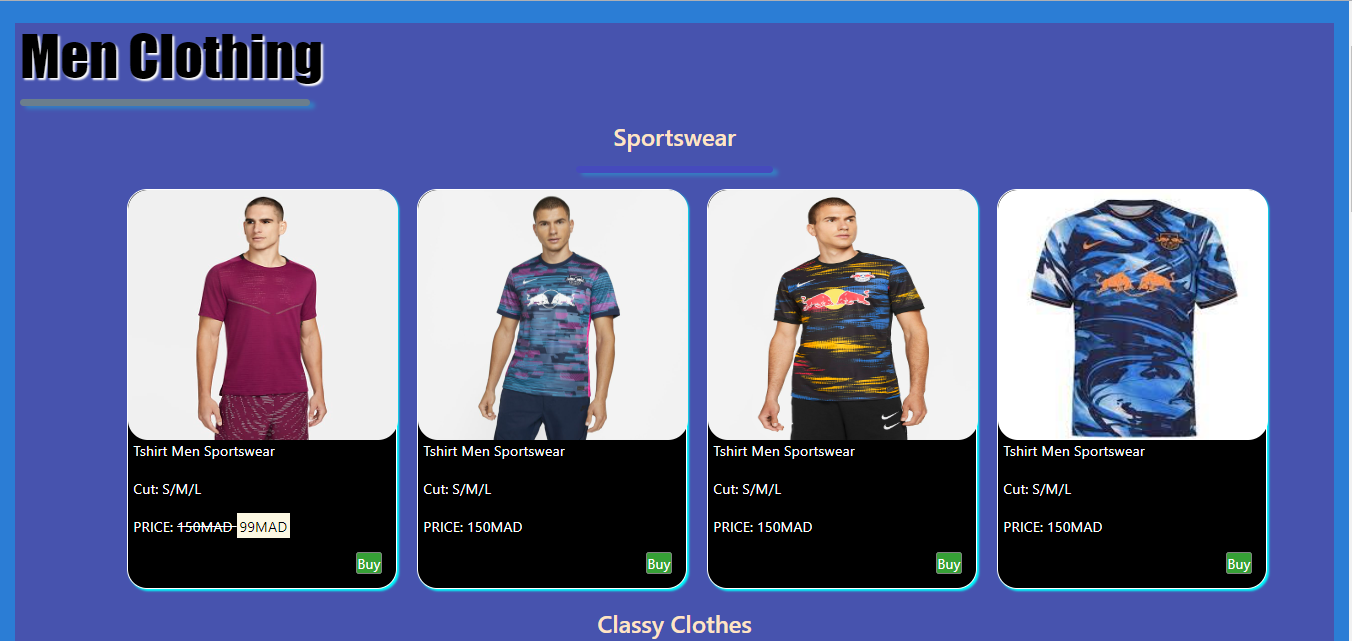 Men Clothing
Sportswear
Tshirt Men Sportswear
Cut: S/M/L
PRICE: 150MAD 99MAD
Buy
Tshirt Men Sportswear
Cut: S/M/L
PRICE: 150MAD
Buy
Tshirt Men Sportswear
Cut: S/M/L
PRICE: 150MAD
Buy
Tshirt Men Sportswear
Cut: S/M/L
PRICE: 150MAD
Buy
Classy Clothes